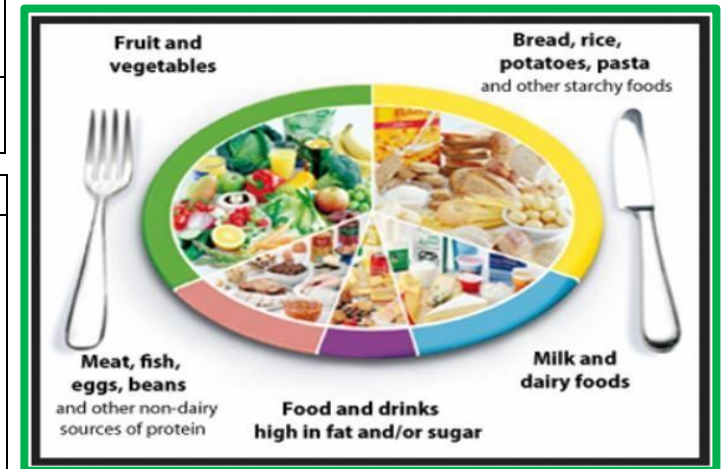 Fruit and
vegetables
Bread, rice,
potatoes, pasta
and other starchy foods
Meat, fish,
eggs, beans
and other non-dairy
sources of protein
Food and drinks
high in fat and/or sugar
Milk and
dairy foods